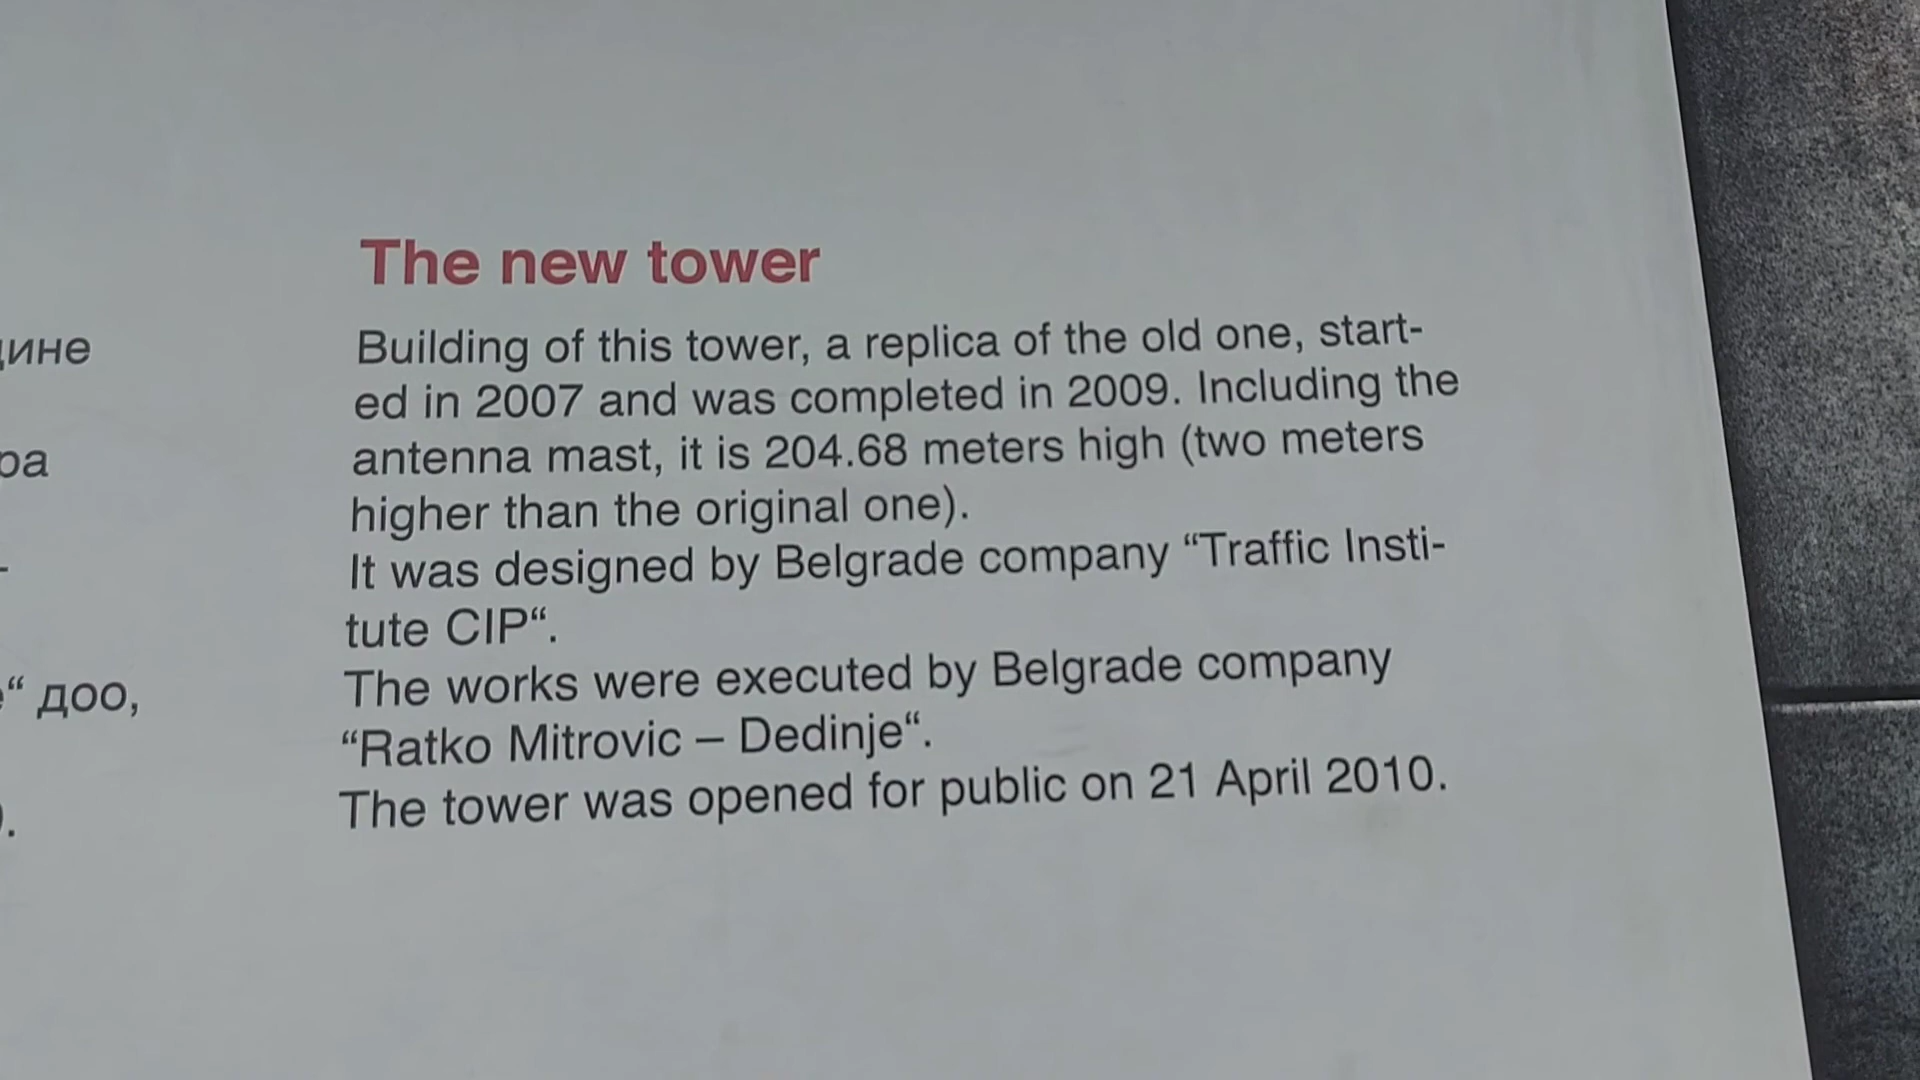 The new tower
Building of this tower, a replica of the old one, start-
ed in 2007 and was completed in 2009. Including the
antenna mast, it is 204.68 meters high (two meters
higher than the original one).
It was designed by Belgrade company “Traffic Insti-
tute CIP“.
The works were executed by Belgrade company
“Ratko Mitrovic – Dedinje“.
The tower was opened for public on 21 April 2010.
доо,